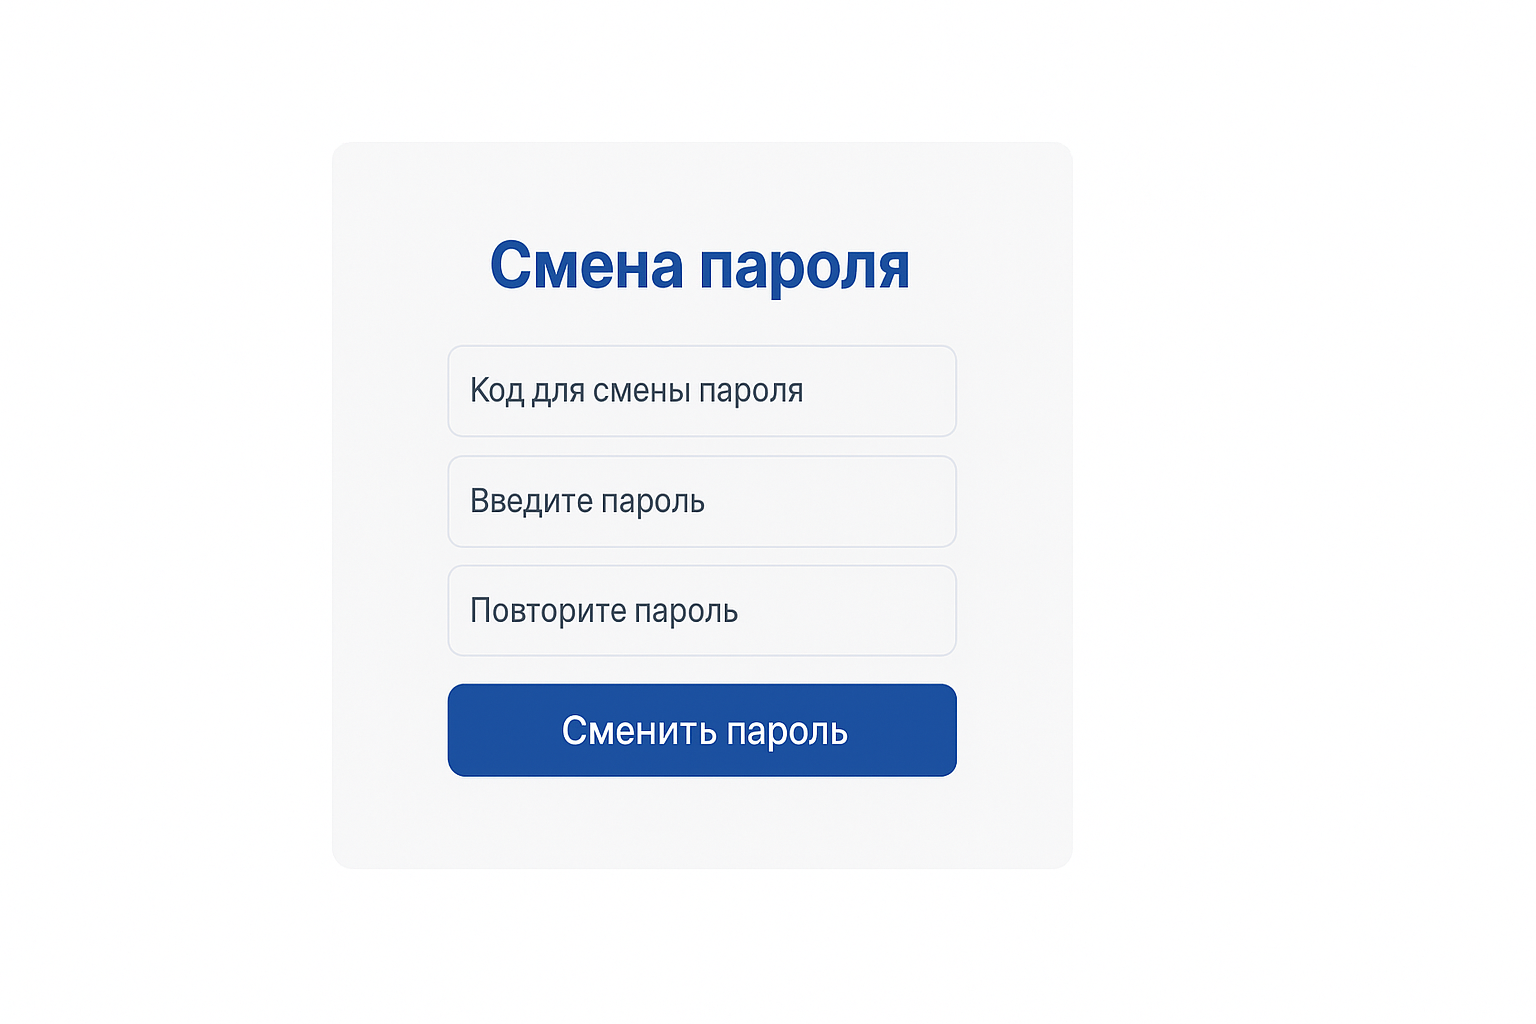 Смена пароля
Код для смены пароля
Введите пароль
Повторите пароль
Сменить пароль